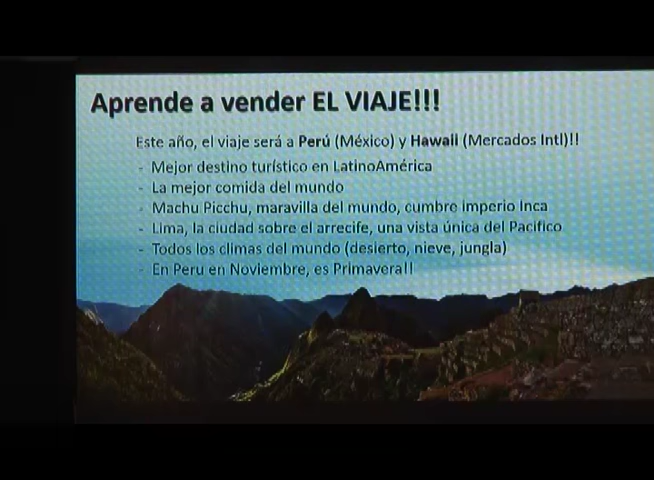 Aprende a vender EL VIAJE!!!
Este año, el viaje será a Perú (México) y Hawaii (Mercados Intl)!!
- Mejor destino turístico en LatinoAmérica
- La mejor comida del mundo
- Machu Picchu, maravilla del mundo, cumbre imperio Inca
- Lima, la ciudad sobre el arrecife, una vista única del Pacífico
- Todos los climas del mundo (desierto, nieve, jungla)
- En Peru en Noviembre, es Primavera!!